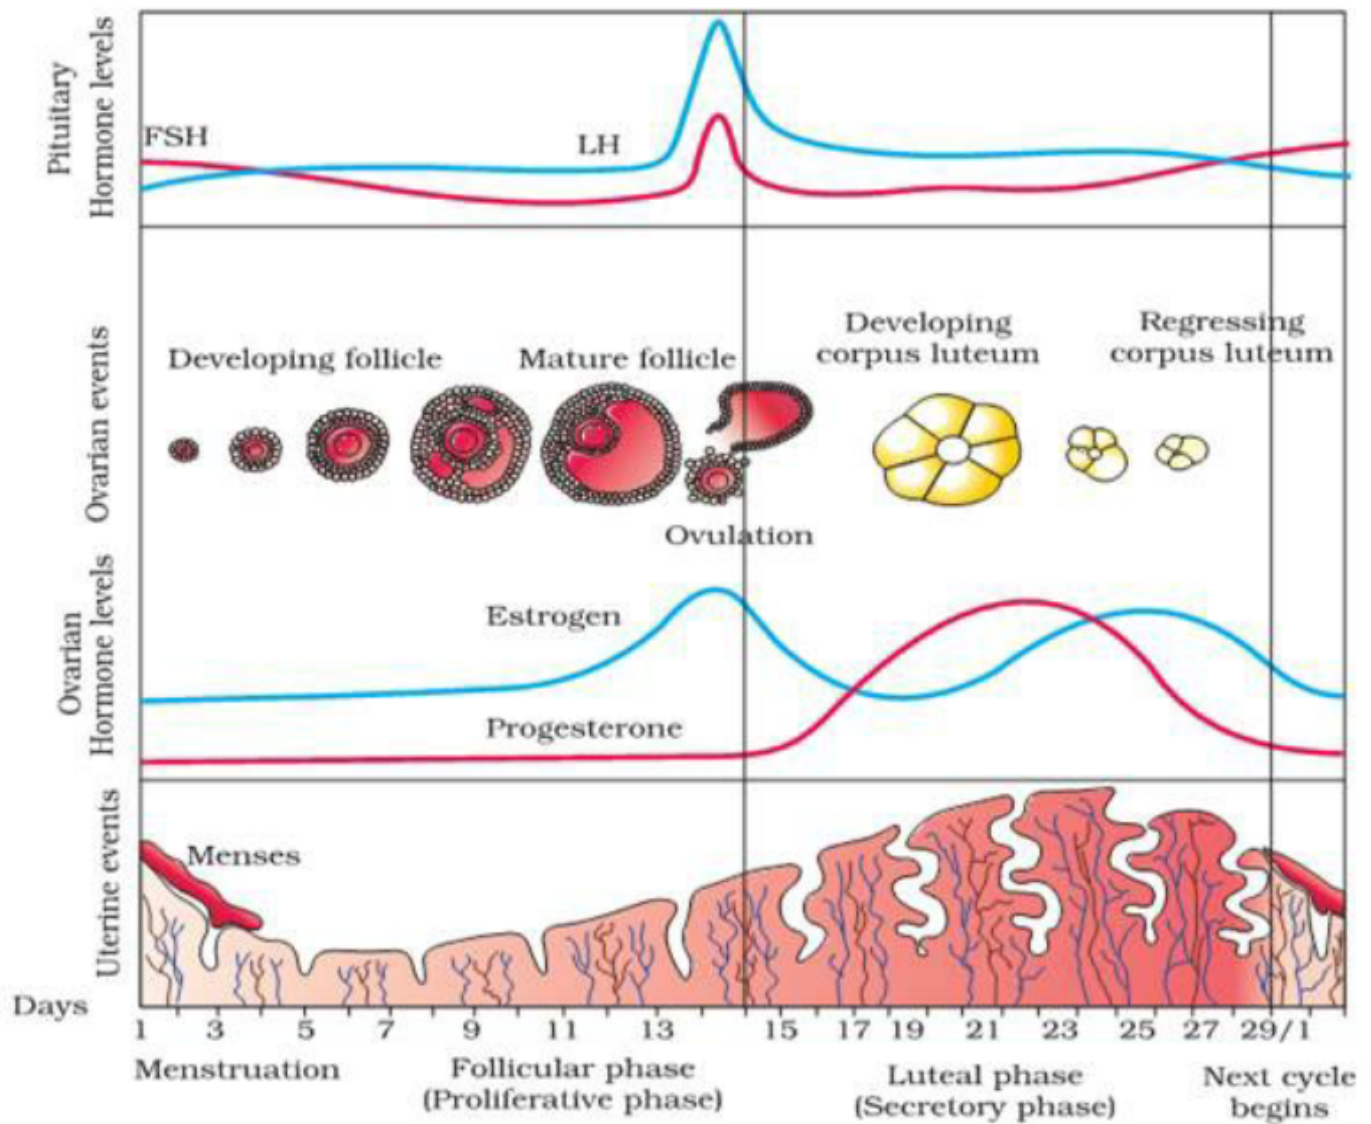 Pituitary
Hormone levels
FSH
LH
Ovarian events
Developing follicle
Mature follicle
Developing
corpus luteum
Regressing
corpus luteum
Ovulation
Ovarian
Hormone levels
Estrogen
Progesterone
Uterine events
Menses
Days
1 3 5 7 9 11 13 15 17 19 21 23 25 27 29/1
Menstruation
Follicular phase
(Proliferative phase)
Luteal phase
(Secretory phase)
Next cycle
begins